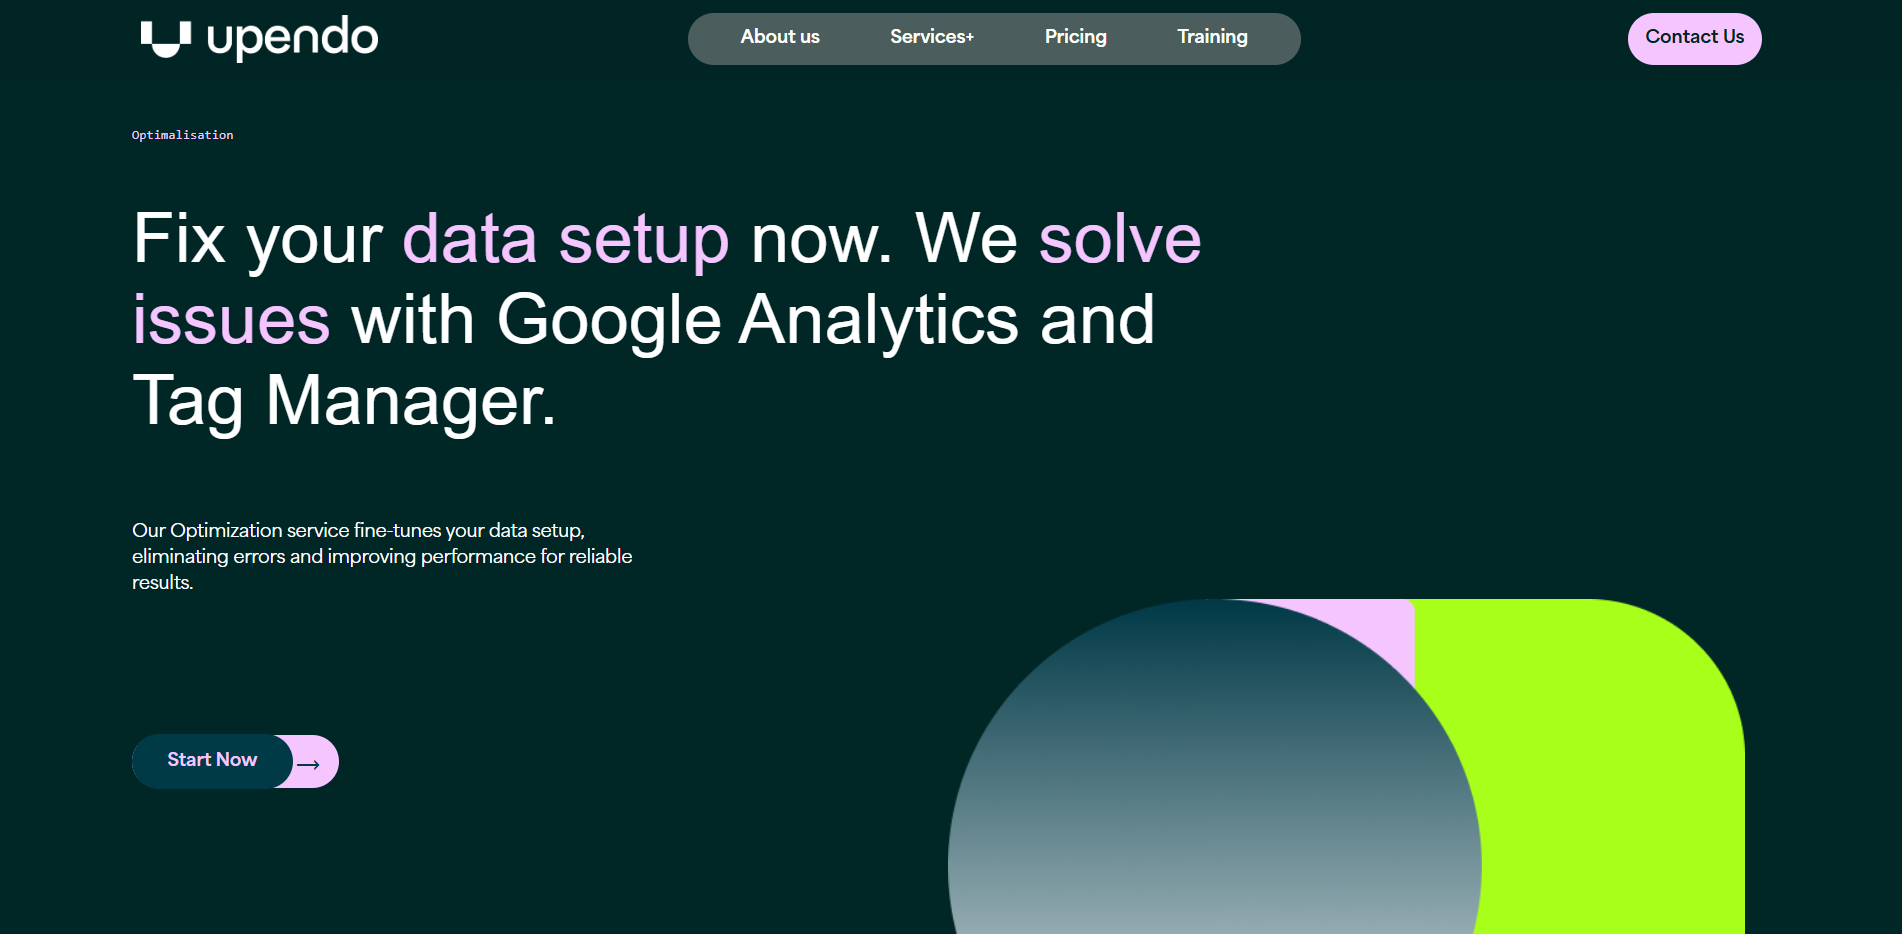 upendo
About us
Services+
Pricing
Training
Contact Us
Optimalisation
Fix your data setup now. We solve
issues with Google Analytics and
Tag Manager.
Our Optimization service fine-tunes your data setup,
eliminating errors and improving performance for reliable
results.
Start Now →